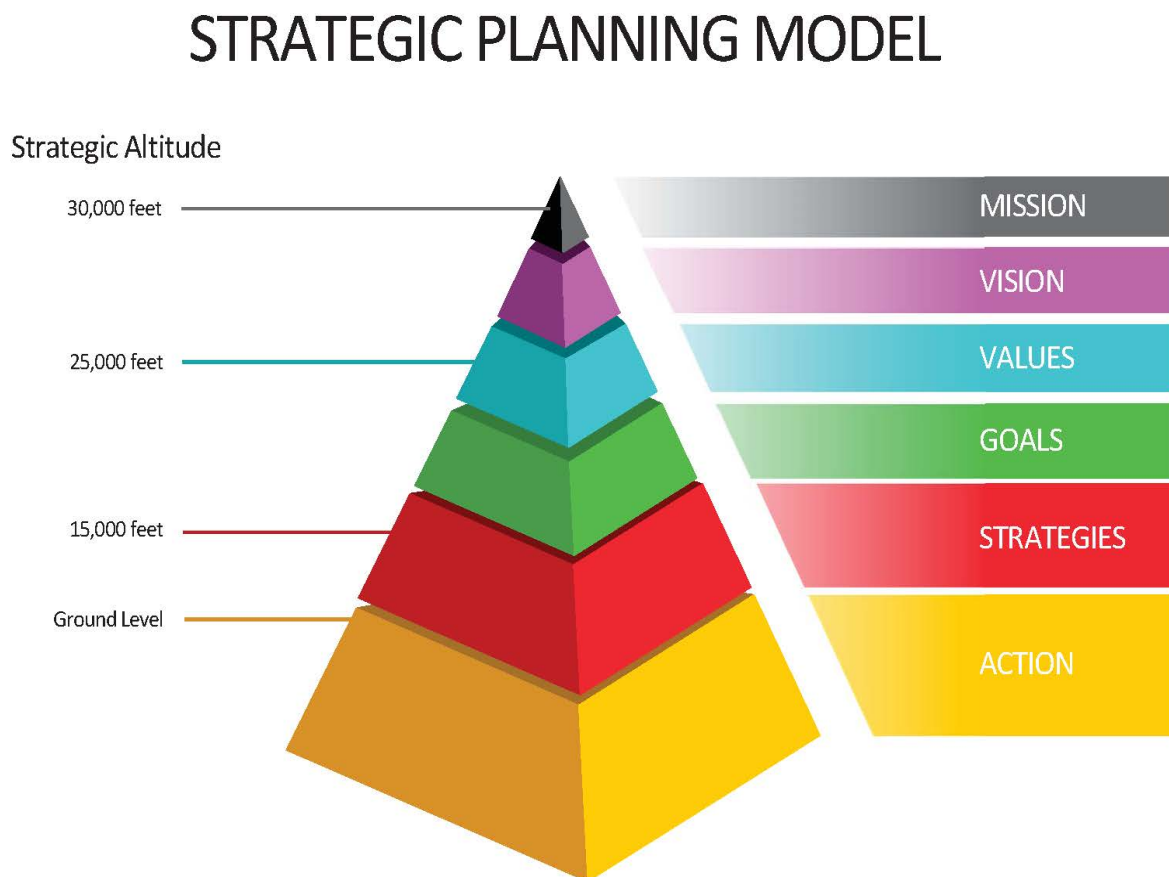 STRATEGIC PLANNING MODEL
Strategic Altitude
30,000 feet
MISSION
VISION
25,000 feet
VALUES
GOALS
15,000 feet
STRATEGIES
Ground Level
ACTION